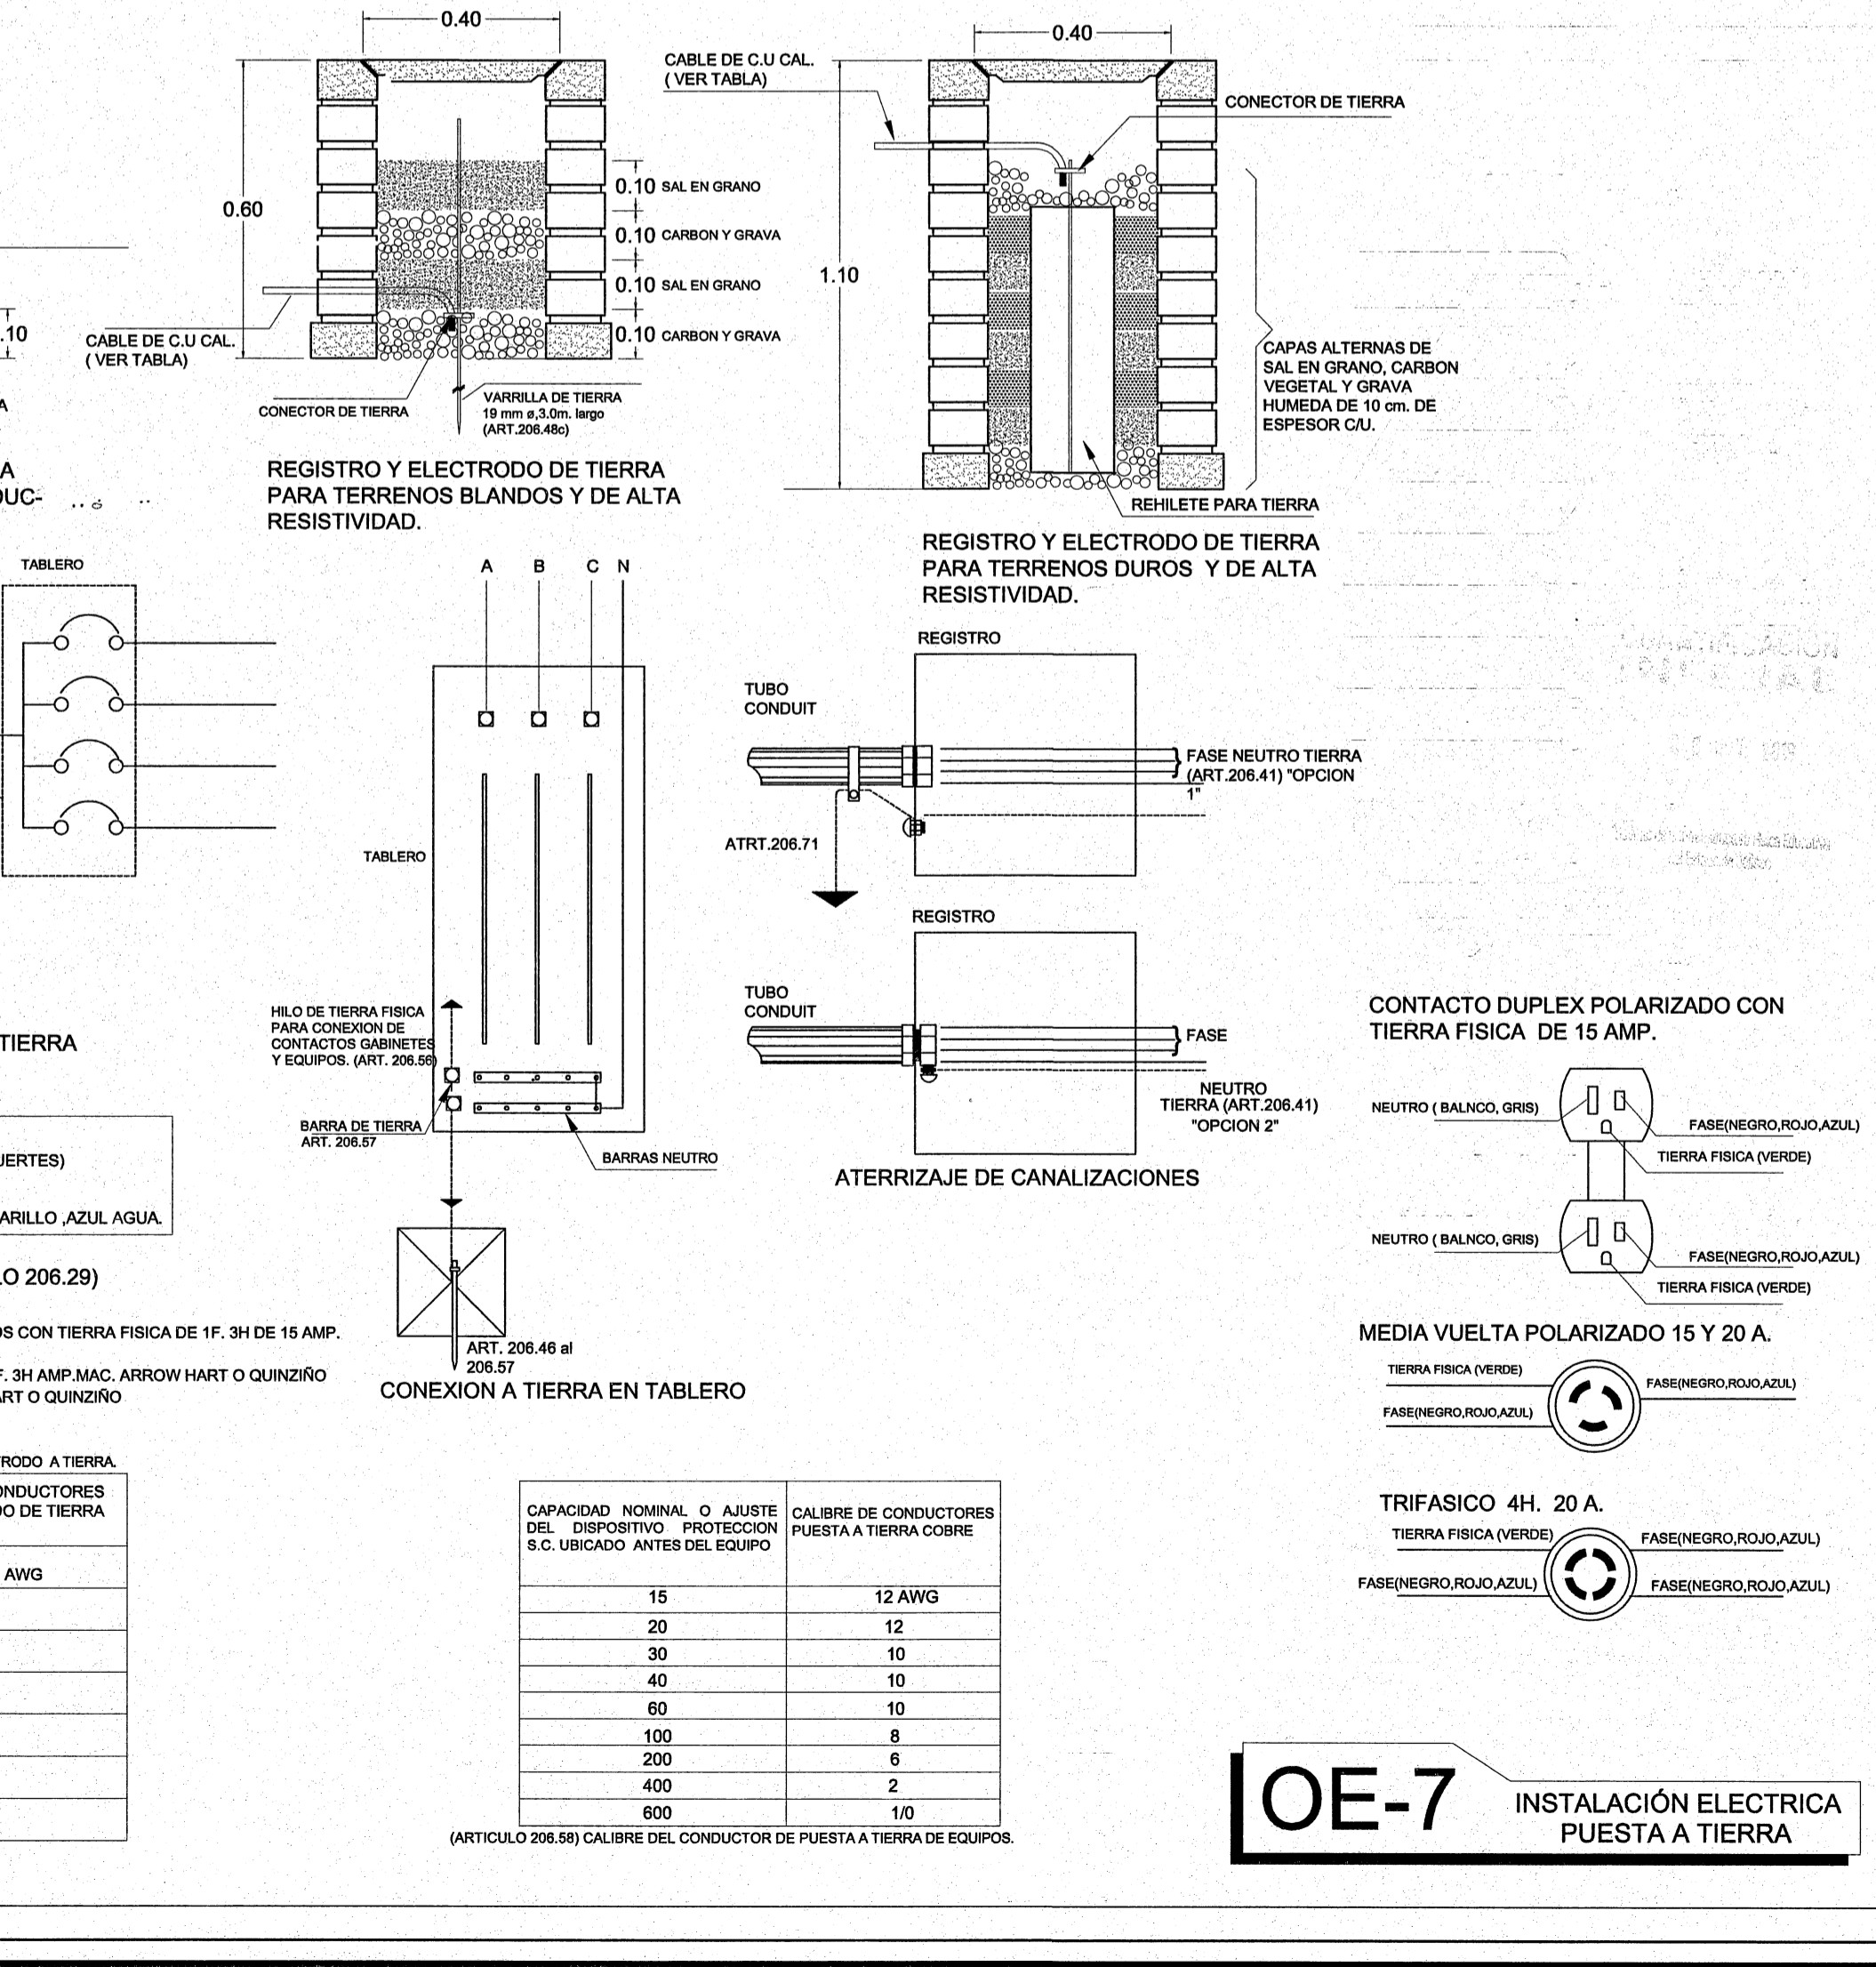 0.40
0.60
0.10 SAL EN GRANO
0.10 CARBON Y GRAVA
0.10 SAL EN GRANO
0.10 CARBON Y GRAVA
.10
CABLE DE C.U CAL.
( VER TABLA)
CONECTOR DE TIERRA
VARRILLA DE TIERRA
19 mm ø,3.0m. largo
(ART.206.48c)
REGISTRO Y ELECTRODO DE TIERRA
PARA TERRENOS BLANDOS Y DE ALTA
RESISTIVIDAD.
0.40
CABLE DE C.U CAL.
( VER TABLA)
CONECTOR DE TIERRA
1.10
CAPAS ALTERNAS DE
SAL EN GRANO, CARBON
VEGETAL Y GRAVA
HUMEDA DE 10 cm. DE
ESPESOR C/U.
REHILETE PARA TIERRA
REGISTRO Y ELECTRODO DE TIERRA
PARA TERRENOS DUROS Y DE ALTA
RESISTIVIDAD.
A
A
DUC-
TABLERO
A B C N
TABLERO
HILO DE TIERRA FISICA
PARA CONEXION DE
CONTACTOS GABINETES
Y EQUIPOS. (ART. 206.56)
BARRA DE TIERRA
ART. 206.57
BARRAS NEUTRO
ART. 206.46 al
206.57
CONEXION A TIERRA EN TABLERO
REGISTRO
TUBO
CONDUIT
FASE NEUTRO TIERRA
(ART.206.41) "OPCION
1"
ATRT.206.71
REGISTRO
TUBO
CONDUIT
FASE
NEUTRO
TIERRA (ART.206.41)
"OPCION 2"
ATERRIZAJE DE CANALIZACIONES
CONTACTO DUPLEX POLARIZADO CON
TIERRA FISICA DE 15 AMP.
NEUTRO ( BALNCO, GRIS)
FASE(NEGRO,ROJO,AZUL)
TIERRA FISICA (VERDE)
NEUTRO ( BALNCO, GRIS)
FASE(NEGRO,ROJO,AZUL)
TIERRA FISICA (VERDE)
MEDIA VUELTA POLARIZADO 15 Y 20 A.
TIERRA FISICA (VERDE)
FASE(NEGRO,ROJO,AZUL)
FASE(NEGRO,ROJO,AZUL)
TRIFASICO 4H. 20 A.
TIERRA FISICA (VERDE)
FASE(NEGRO,ROJO,AZUL)
FASE(NEGRO,ROJO,AZUL)
FASE(NEGRO,ROJO,AZUL)
TIERRA
UERTES)
ARILLO ,AZUL AGUA.
LO 206.29)
OS CON TIERRA FISICA DE 1F. 3H DE 15 AMP.
F. 3H AMP.MAC. ARROW HART O QUINZIÑO
ART O QUINZIÑO
TRODO A TIERRA.
ONDUCTORES
DO DE TIERRA
AWG
CAPACIDAD NOMINAL O AJUSTE
DEL DISPOSITIVO PROTECCION
S.C. UBICADO ANTES DEL EQUIPO
CALIBRE DE CONDUCTORES
PUESTA A TIERRA COBRE
15 12 AWG
20 12
30 10
40 10
60 10
100 8
200 6
400 2
600 1/0
(ARTICULO 206.58) CALIBRE DEL CONDUCTOR DE PUESTA A TIERRA DE EQUIPOS.
OE-7
INSTALACIÓN ELECTRICA
PUESTA A TIERRA